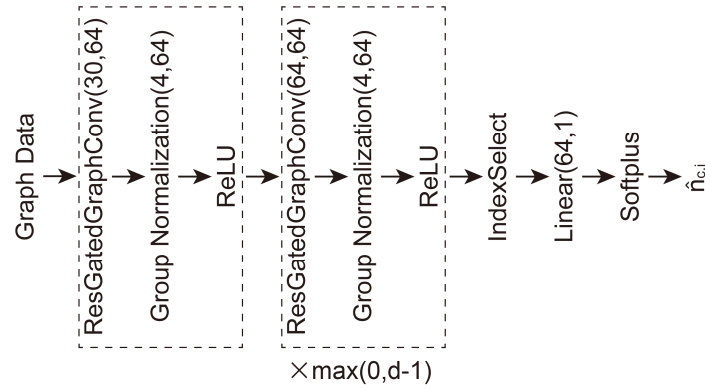 Graph Data
ResGatedGraphConv(30,64)
Group Normalization(4,64)
ReLU
ResGatedGraphConv(64,64)
Group Normalization(4,64)
ReLU
IndexSelect
Linear(64,1)
Softplus
n̂c,i
×max(0,d-1)